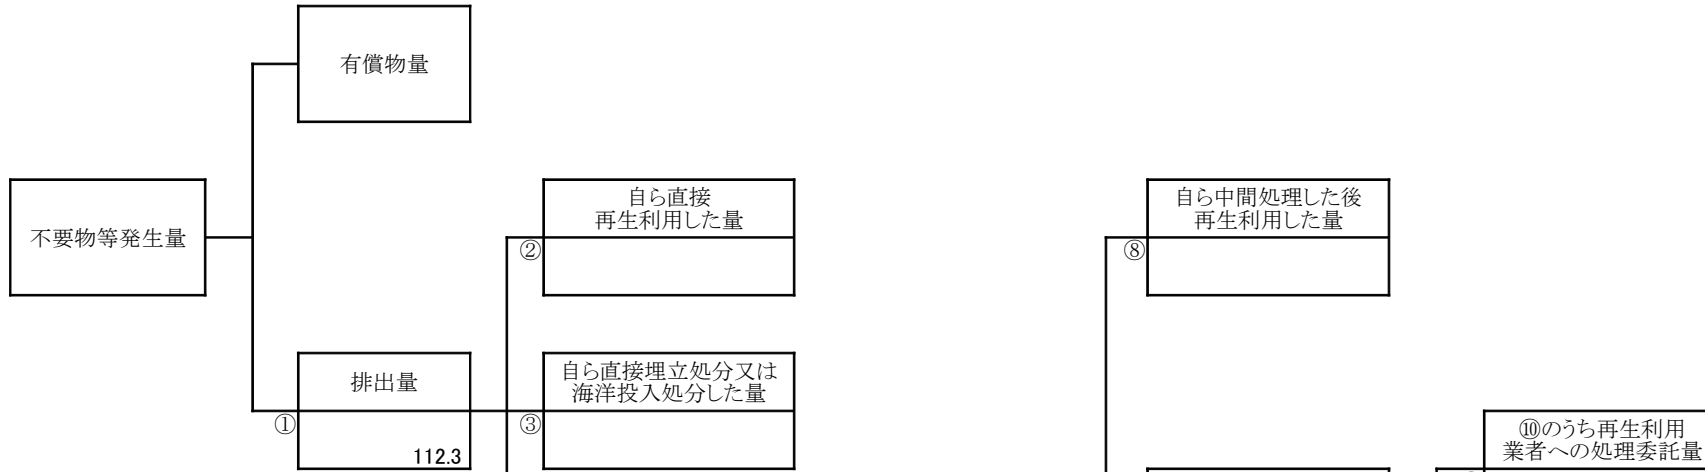 有償物量
不要物等発生量
自ら直接
再生利用した量
②
自ら中間処理した後
再生利用した量
⑧
排出量
①
112.3
自ら直接埋立処分又は
海洋投入処分した量
③
⑩のうち再生利用
業者への処理委託量